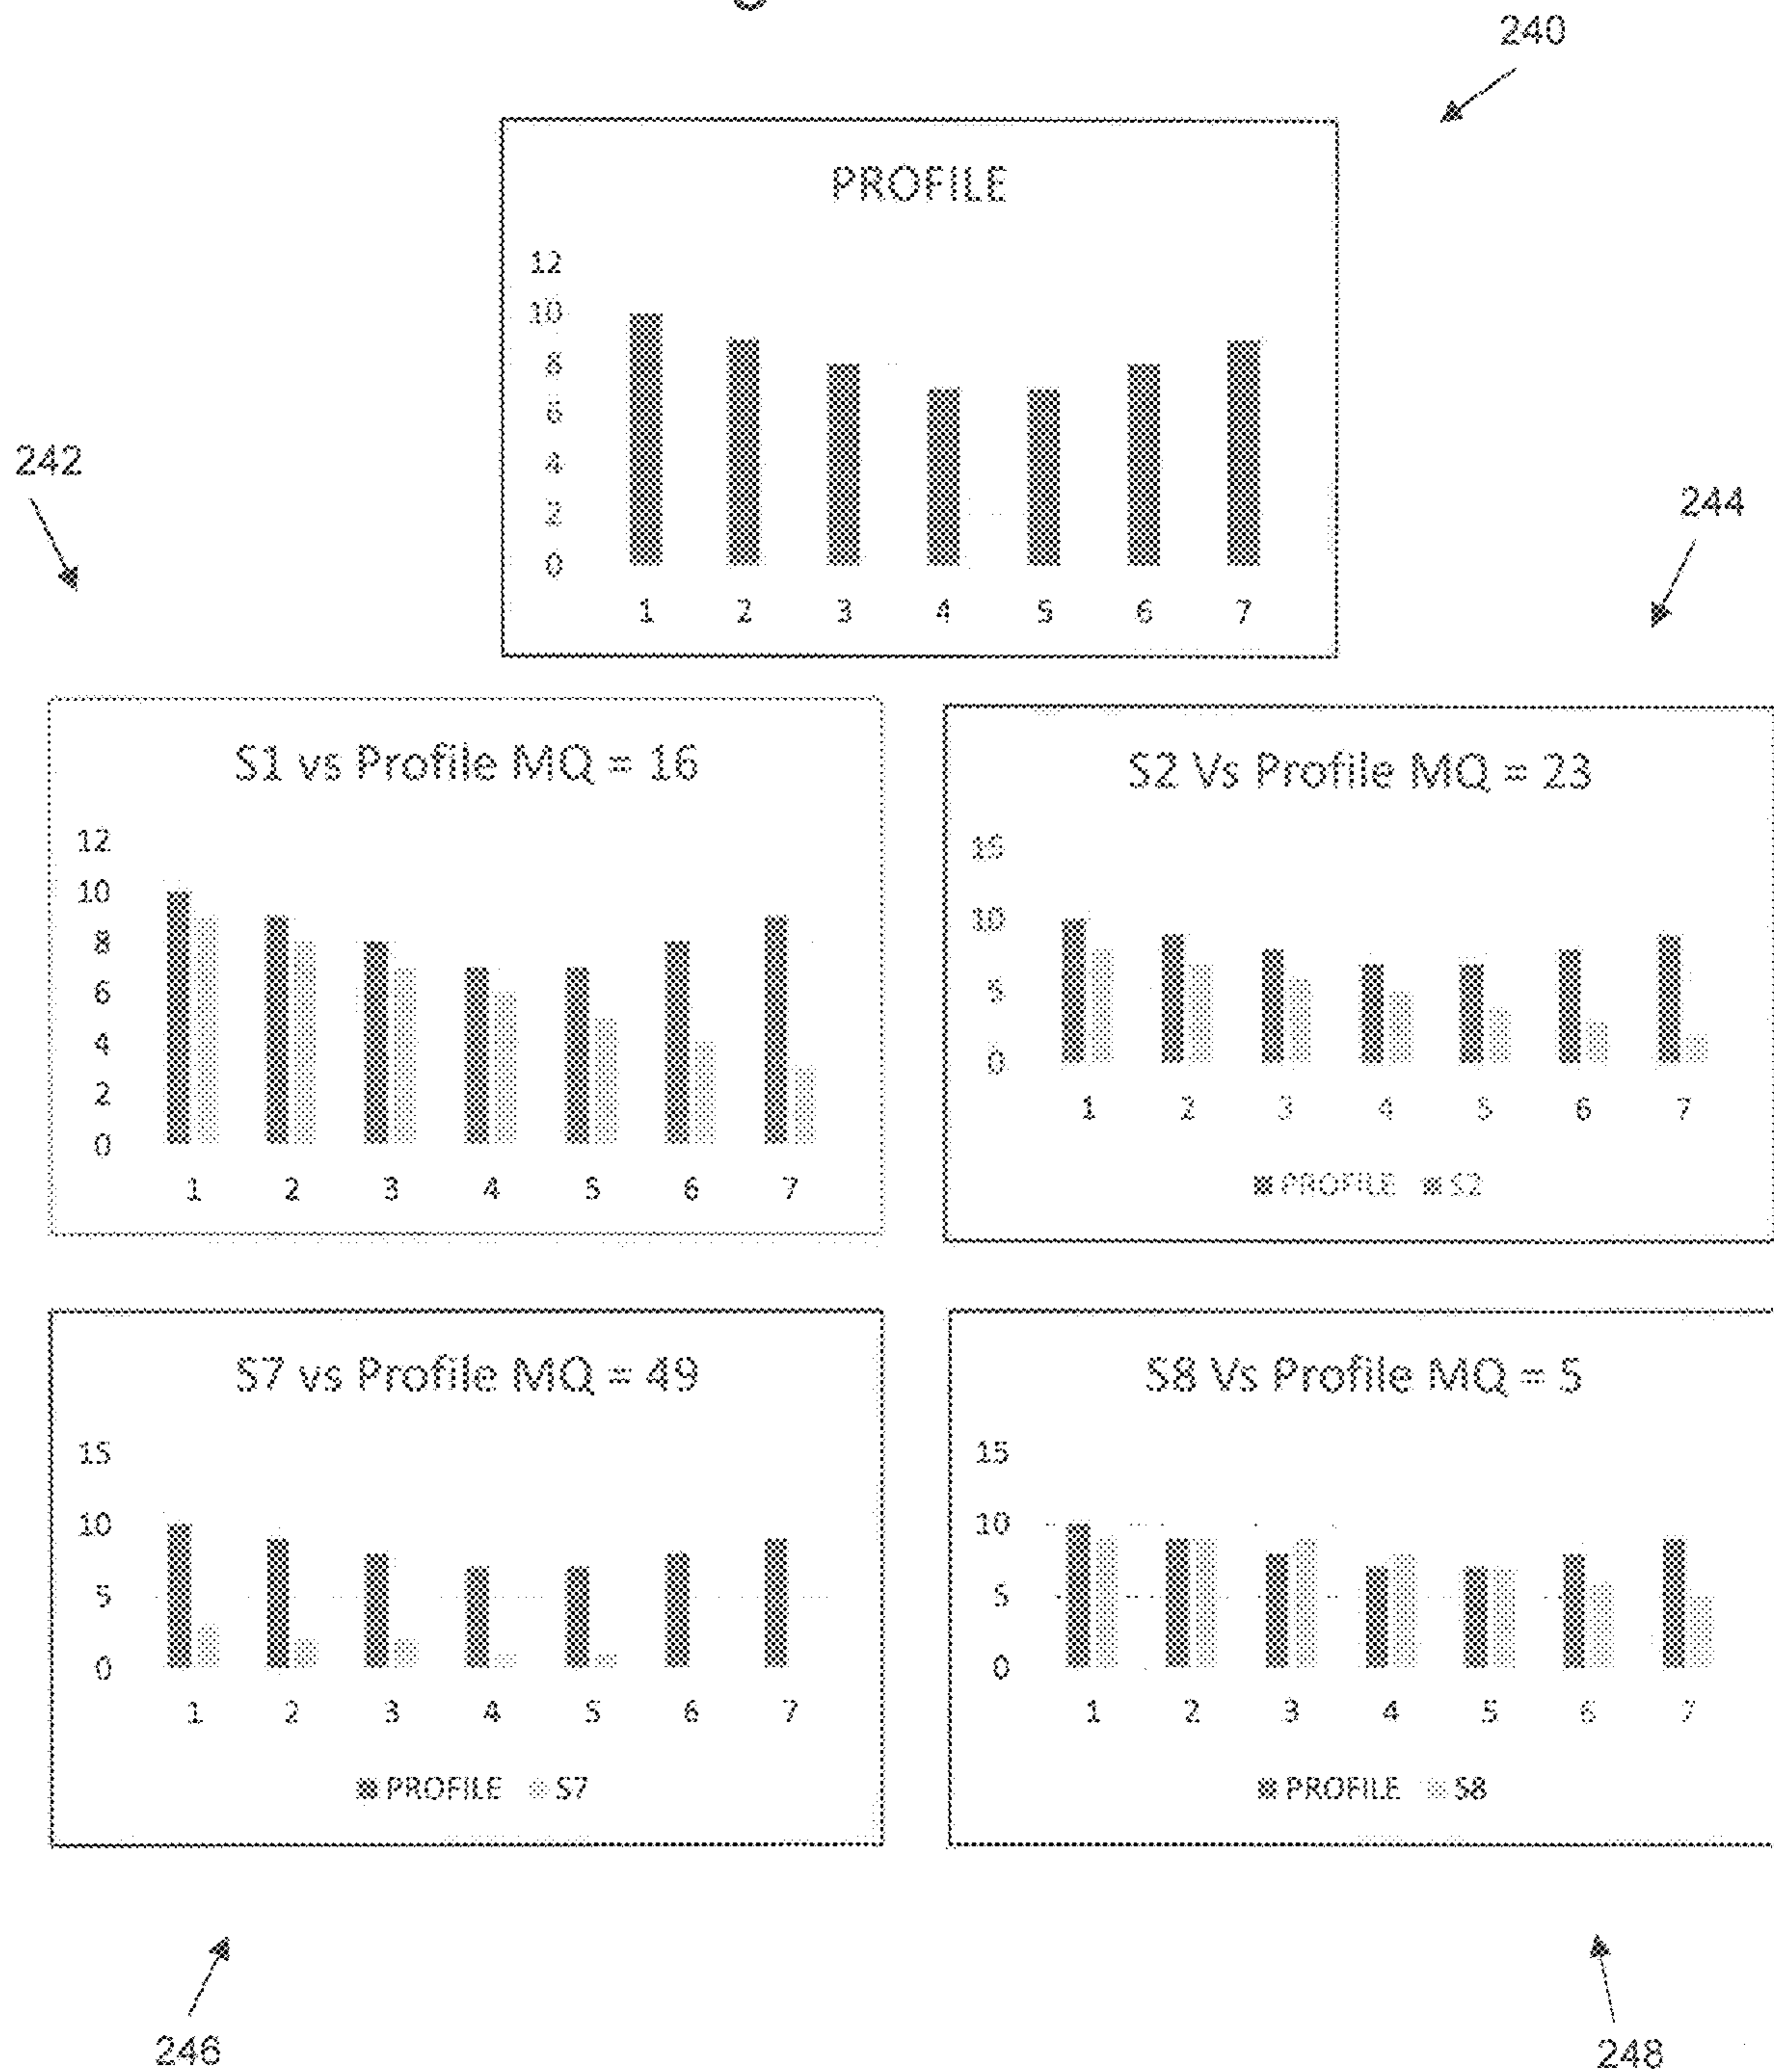 240
PROFILE
12
10
8
6
4
2
0
1 2 3 4 5 6 7
242
244
S1 vs Profile MQ = 16
12
10
8
6
4
2
0
1 2 3 4 5 6 7
S2 Vs Profile MQ = 23
15
10
5
0
1 2 3 4 5 6 7
PROFILE S2
S7 vs Profile MQ = 49
15
10
5
0
1 2 3 4 5 6 7
PROFILE S7
S8 Vs Profile MQ = 5
15
10
5
0
1 2 3 4 5 6 7
PROFILE S8
246
248